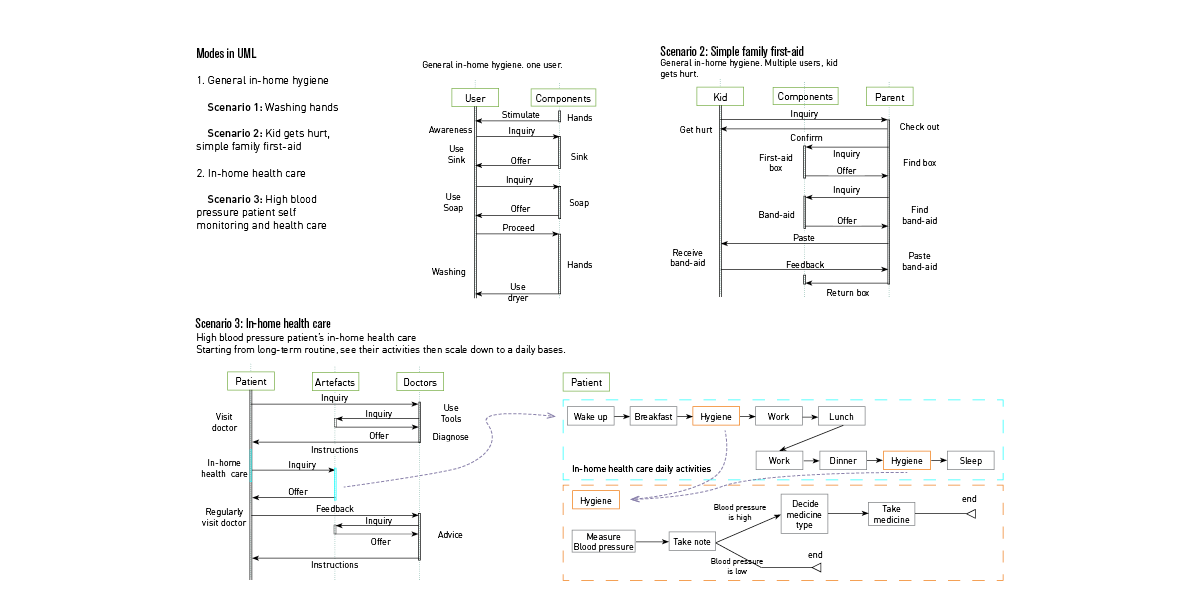 Modes in UML
1. General in-home hygiene
Scenario 1: Washing hands
Scenario 2: Kid gets hurt,
simple family first-aid
2. In-home health care
Scenario 3: High blood
pressure patient self
monitoring and health care
General in-home hygiene. one user.
User
Components
Stimulate
Hands
Awareness
Inquiry
Use
Sink
Sink
Offer
Inquiry
Use
Soap
Soap
Offer
Proceed
Hands
Washing
Use
dryer
Scenario 2: Simple family first-aid
General in-home hygiene. Multiple users, kid
gets hurt.
Kid
Components
Parent
Inquiry
Get hurt
Check out
Confirm
Inquiry
First-aid
box
Find box
Offer
Inquiry
Band-aid
Find
band-aid
Offer
Paste
Receive
band-aid
Paste
band-aid
Feedback
Return box
Scenario 3: In-home health care
High blood pressure patient's in-home health care
Starting from long-term routine, see their activities then scale down to a daily bases.
Patient
Artefacts
Doctors
Inquiry
Use
Tools
Inquiry
Visit
doctor
Offer
Diagnose
Instructions
In-home
health care
Inquiry
Offer
Regularly
visit doctor
Feedback
Inquiry
Advice
Offer
Instructions
Patient
Wake up
Breakfast
Hygiene
Work
Lunch
Work
Dinner
Hygiene
Sleep
In-home health care daily activities
Hygiene
Measure
Blood pressure
Take note
Blood pressure
is high
Decide
medicine
type
Take
medicine
end
Blood pressure
is low
end